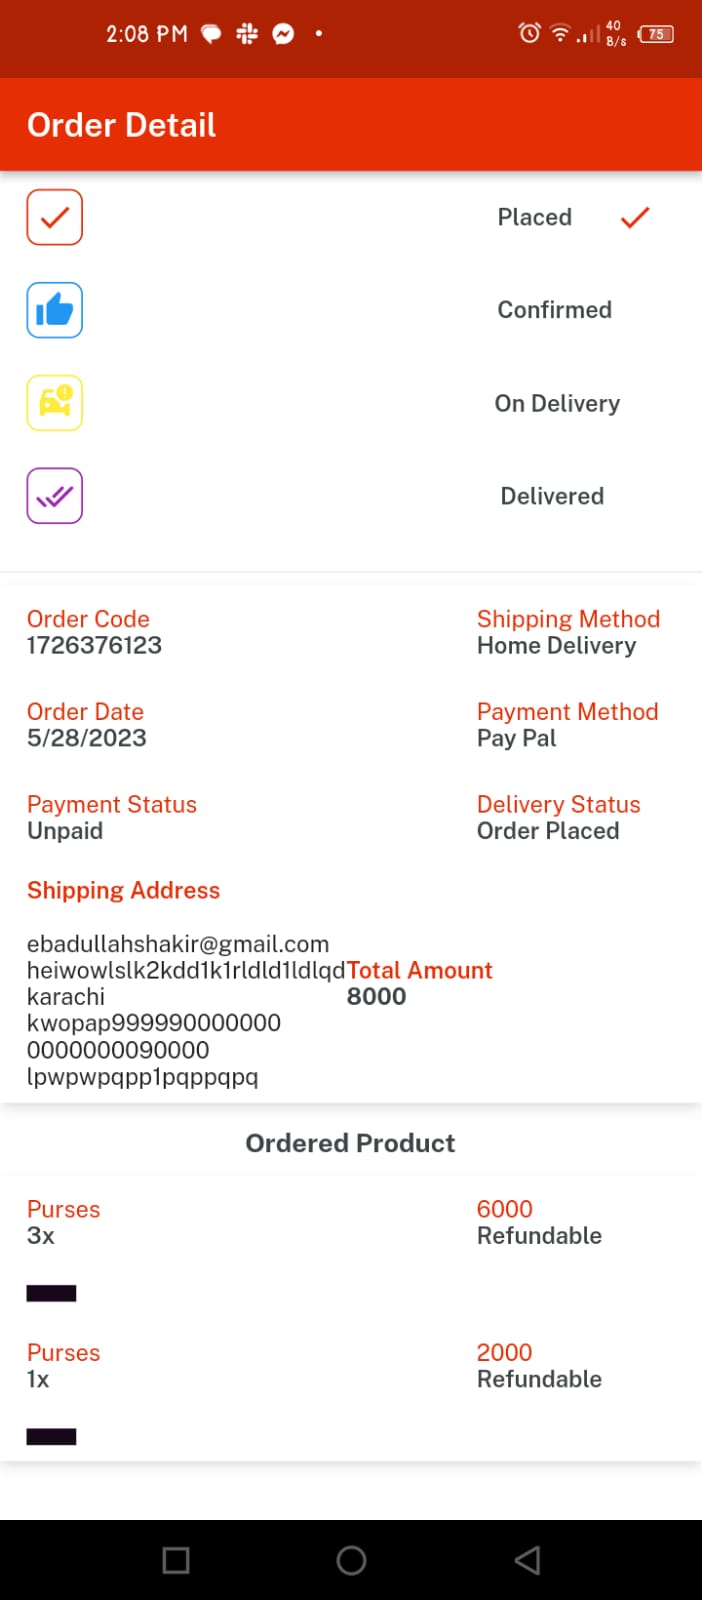 2:08 PM
40
B/s
75
Order Detail
Placed
Confirmed
On Delivery
Delivered
Order Code
1726376123
Shipping Method
Home Delivery
Order Date
5/28/2023
Payment Method
Pay Pal
Payment Status
Unpaid
Delivery Status
Order Placed
Shipping Address
ebadullahshakir@gmail.com
heiwowlslk2kdd1k1rldld1ldlqd
karachi
kwopap999990000000
0000000090000
lpwpwpqpp1pqppqpq
Total Amount
8000
Ordered Product
Purses
3x
6000
Refundable
Purses
1x
2000
Refundable